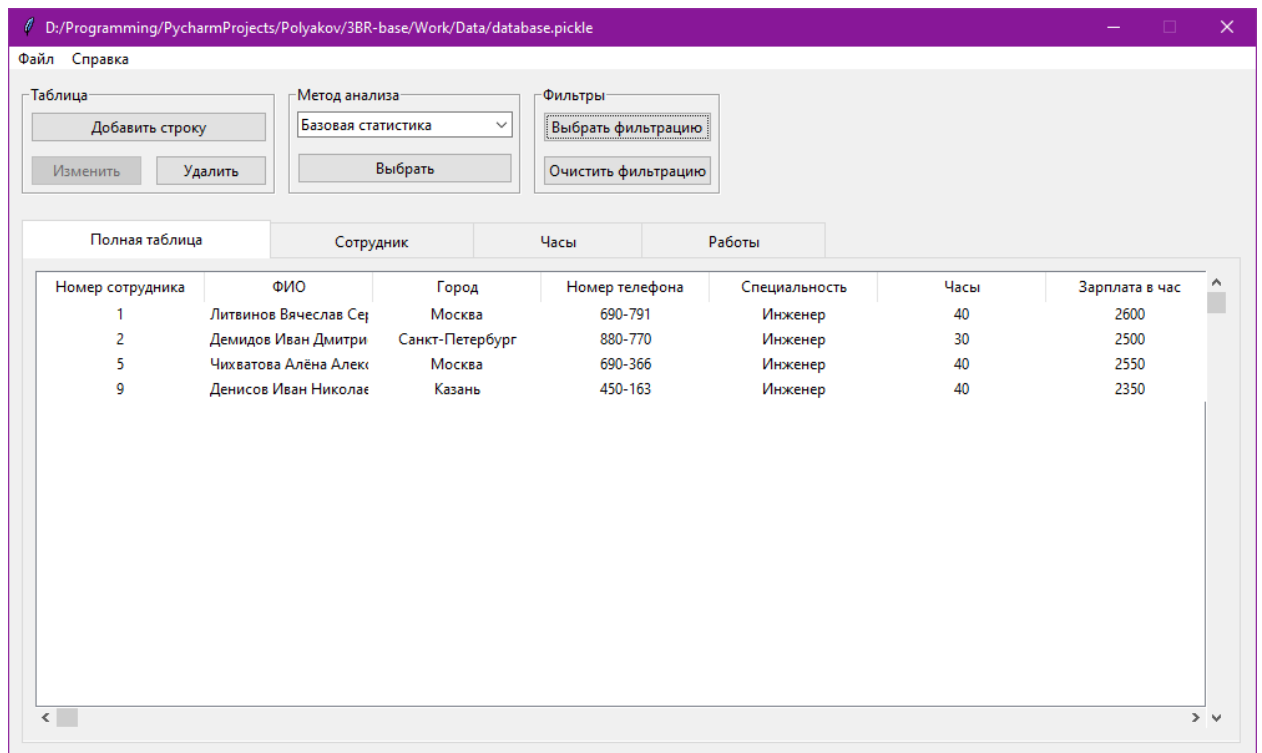 D:/Programming/PycharmProjects/Polyakov/3BR-base/Work/Data/database.pickle
Файл Справка
Таблица Метод анализа Фильтры
Добавить строку Базовая статистика Выбрать фильтрацию
Изменить Удалить Выбрать Очистить фильтрацию
Полная таблица Сотрудник Часы Работы
Номер сотрудника ФИО Город Номер телефона Специальность Часы Зарплата в час
1 Литвинов Вячеслав Сер Москва 690-791 Инженер 40 2600
2 Демидов Иван Дмитри Санкт-Петербург 880-770 Инженер 30 2500
5 Чихватова Алёна Алекс Москва 690-366 Инженер 40 2550
9 Денисов Иван Николае Казань 450-163 Инженер 40 2350